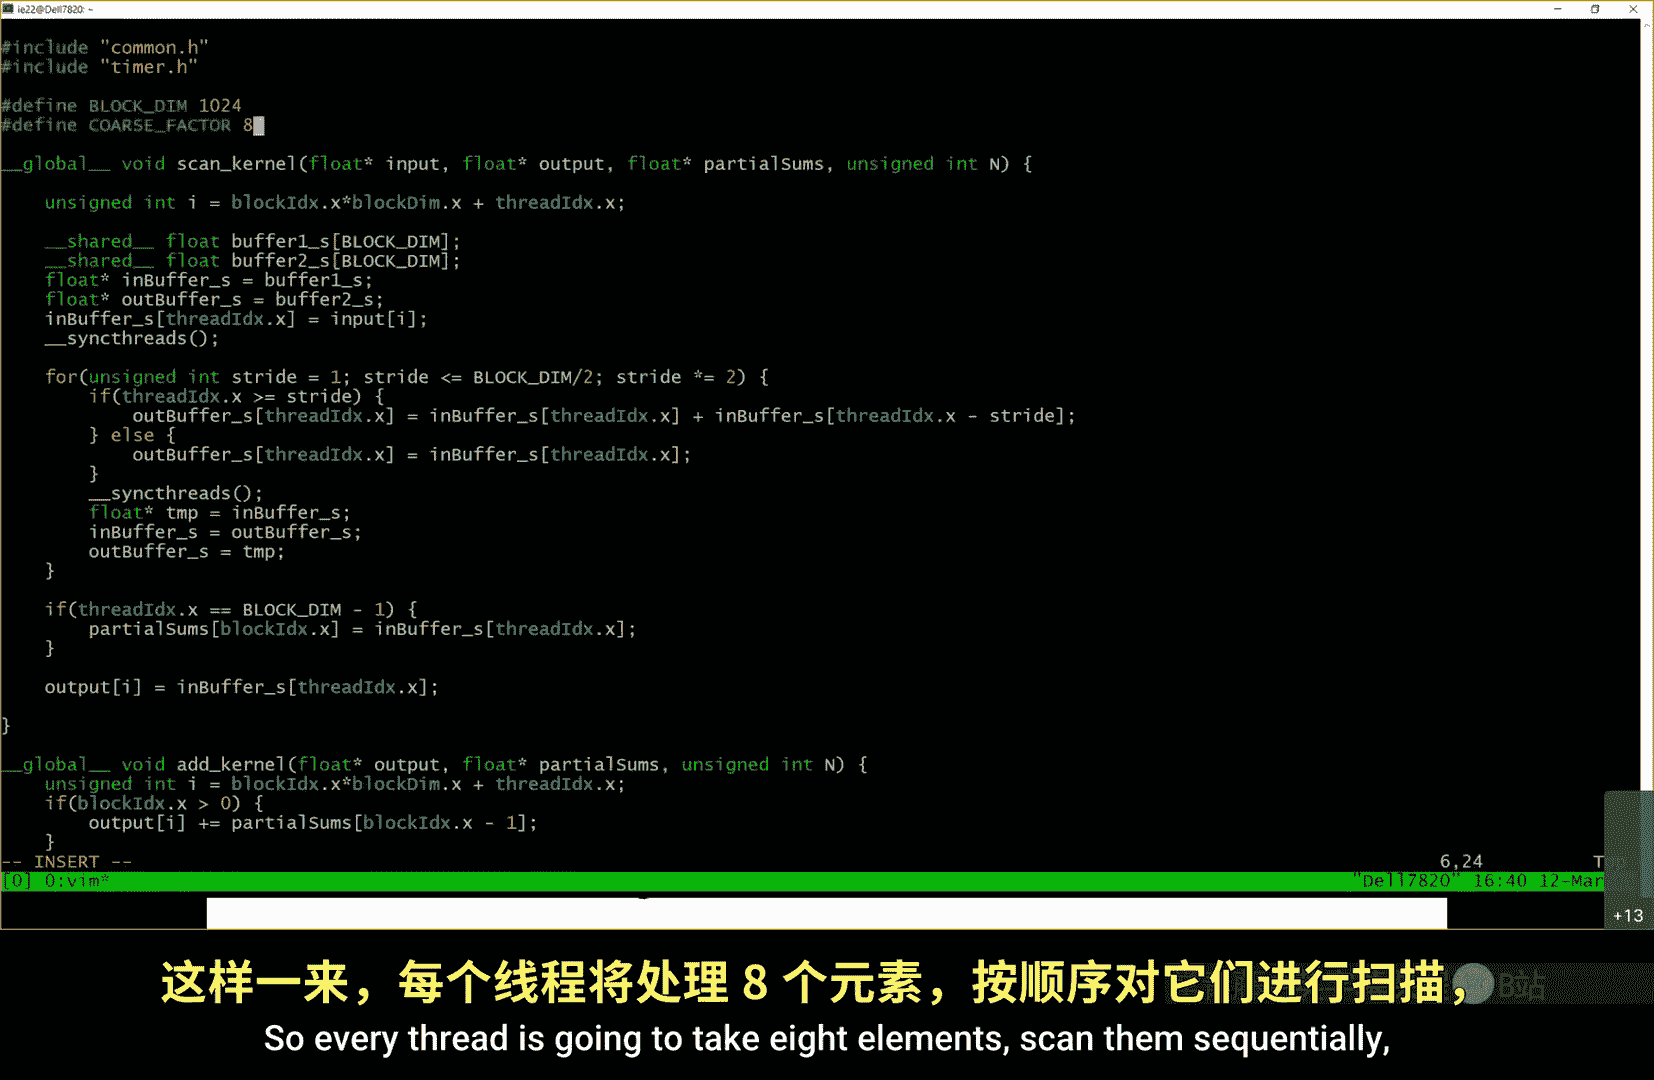 ie22@Dell7820: ~
#include "common.h"
#include "timer.h"
#define BLOCK_DIM 1024
#define COARSE_FACTOR 8
__global__ void scan_kernel(float* input, float* output, float* partialSums, unsigned int N) {
unsigned int i = blockIdx.x*blockDim.x + threadIdx.x;
__shared__ float buffer1_s[BLOCK_DIM];
__shared__ float buffer2_s[BLOCK_DIM];
float* inBuffer_s = buffer1_s;
float* outBuffer_s = buffer2_s;
inBuffer_s[threadIdx.x] = input[i];
__syncthreads();
for(unsigned int stride = 1; stride <= BLOCK_DIM/2; stride *= 2) {
if(threadIdx.x >= stride) {
outBuffer_s[threadIdx.x] = inBuffer_s[threadIdx.x] + inBuffer_s[threadIdx.x - stride];
} else {
outBuffer_s[threadIdx.x] = inBuffer_s[threadIdx.x];
}
__syncthreads();
float* tmp = inBuffer_s;
inBuffer_s = outBuffer_s;
outBuffer_s = tmp;
}
if(threadIdx.x == BLOCK_DIM - 1) {
partialSums[blockIdx.x] = inBuffer_s[threadIdx.x];
}
output[i] = inBuffer_s[threadIdx.x];
}
__global__ void add_kernel(float* output, float* partialSums, unsigned int N) {
unsigned int i = blockIdx.x*blockDim.x + threadIdx.x;
if(blockIdx.x > 0) {
output[i] += partialSums[blockIdx.x - 1];
}
-- INSERT -- 6,24
[0] 0:vim* "Dell7820" 16:40 12-Mar
+13
这样一来，每个线程将处理 8 个元素，按顺序对它们进行扫描，
B站
So every thread is going to take eight elements, scan them sequentially,